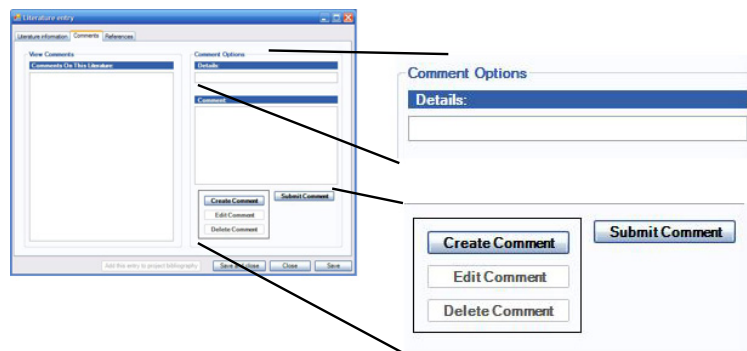 Literature entry
Literature information Comments References
View Comments
Comments On This Literature:
Comment Options
Details:
Comment:
Create Comment
Submit Comment
Edit Comment
Delete Comment
Add this entry to project bibliography
Save and close
Close
Save
Comment Options
Details:
Create Comment
Submit Comment
Edit Comment
Delete Comment